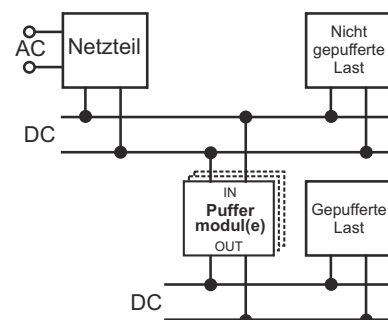 AC
Netzteil
Nicht
gepufferte
Last
DC
IN
Puffer
modul(e)
OUT
Gepufferte
Last
DC